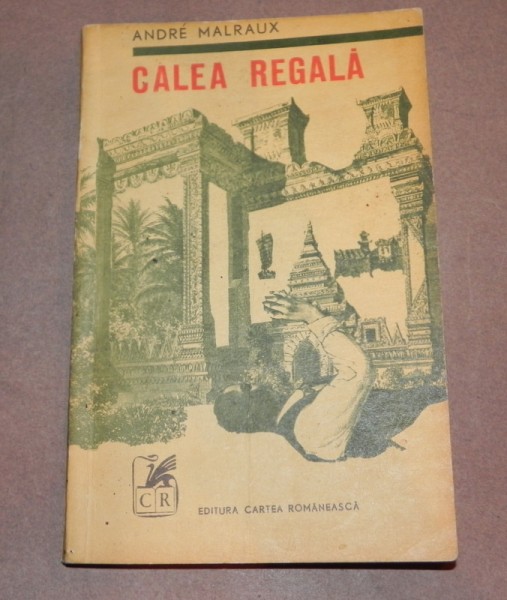 ANDRÉ MALRAUX
CALEA REGALĂ
CR
EDITURA CARTEA ROMÂNEASCĂ